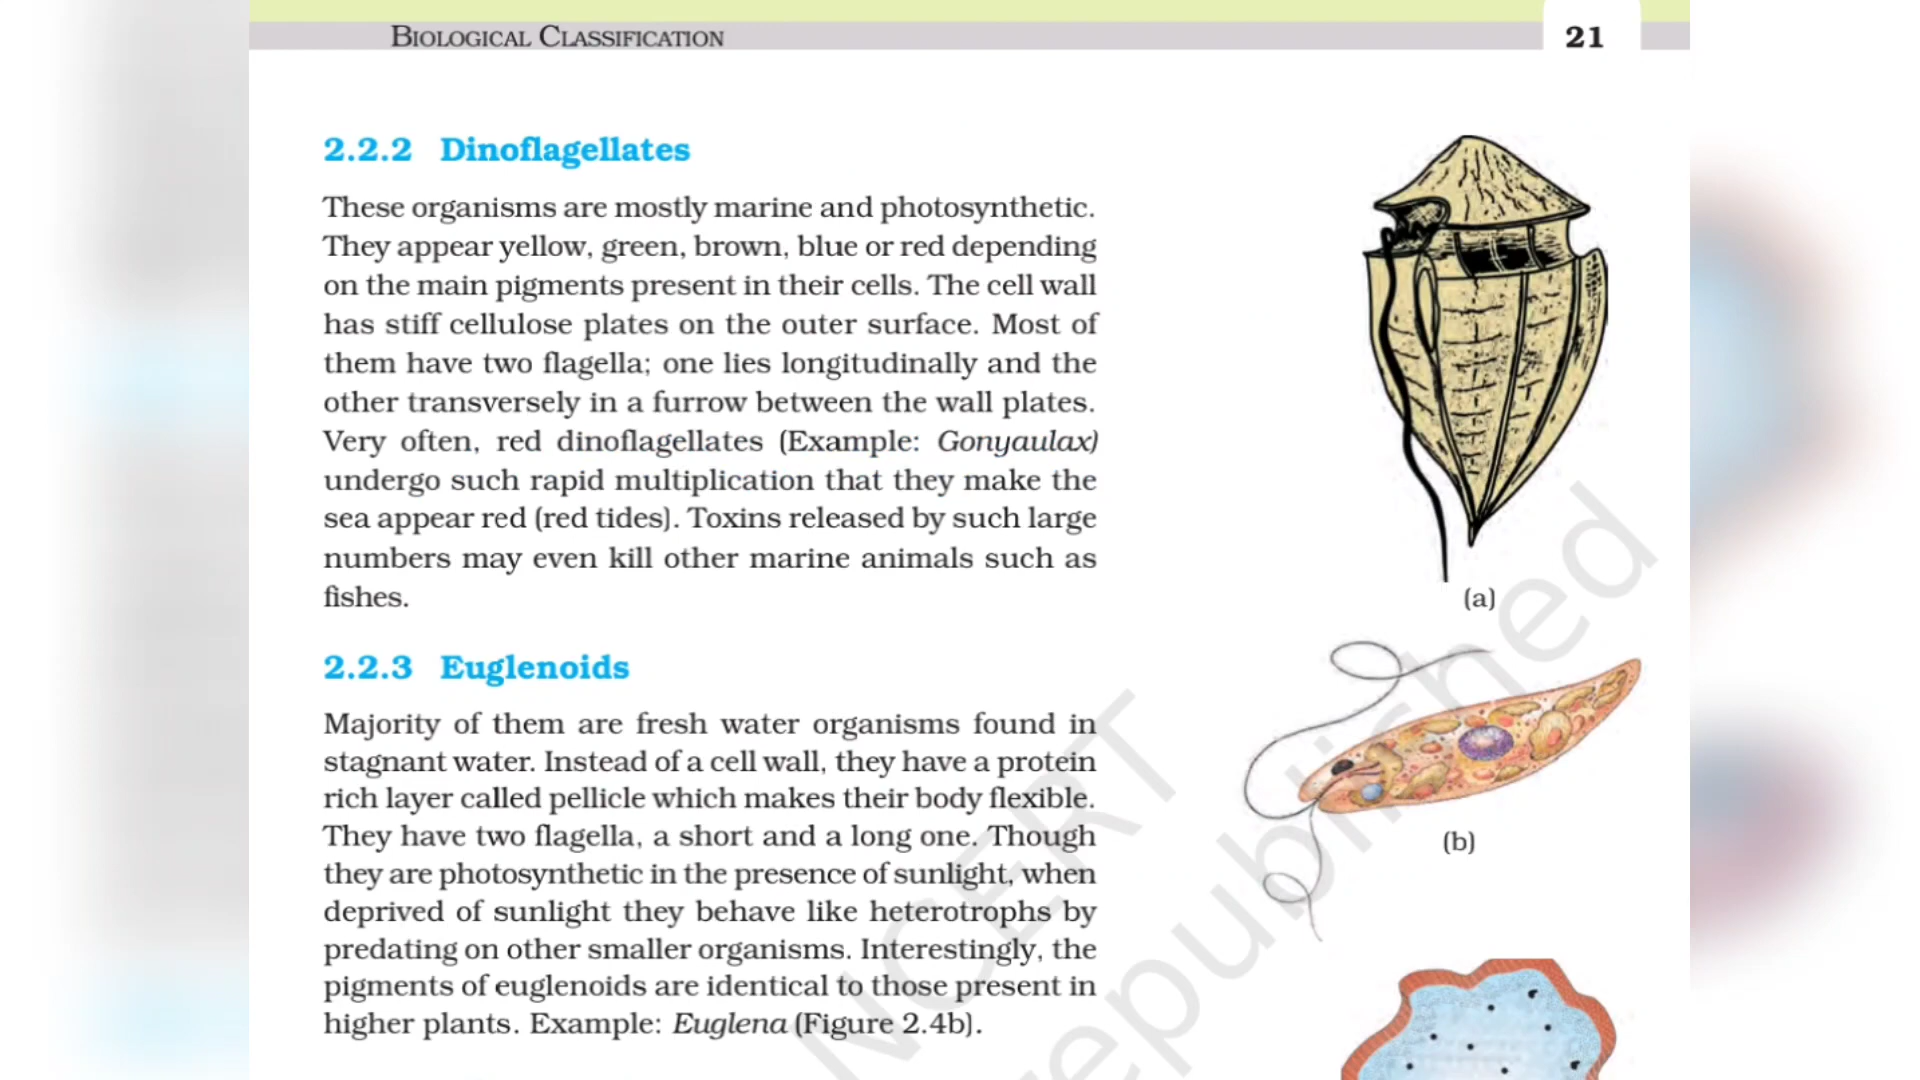 BIOLOGICAL CLASSIFICATION
21
2.2.2 Dinoflagellates
These organisms are mostly marine and photosynthetic.
They appear yellow, green, brown, blue or red depending
on the main pigments present in their cells. The cell wall
has stiff cellulose plates on the outer surface. Most of
them have two flagella; one lies longitudinally and the
other transversely in a furrow between the wall plates.
Very often, red dinoflagellates (Example: Gonyaulax)
undergo such rapid multiplication that they make the
sea appear red (red tides). Toxins released by such large
numbers may even kill other marine animals such as
fishes.
(a)
2.2.3 Euglenoids
Majority of them are fresh water organisms found in
stagnant water. Instead of a cell wall, they have a protein
rich layer called pellicle which makes their body flexible.
They have two flagella, a short and a long one. Though
they are photosynthetic in the presence of sunlight, when
deprived of sunlight they behave like heterotrophs by
predating on other smaller organisms. Interestingly, the
pigments of euglenoids are identical to those present in
higher plants. Example: Euglena (Figure 2.4b).
(b)
NCERT
republished